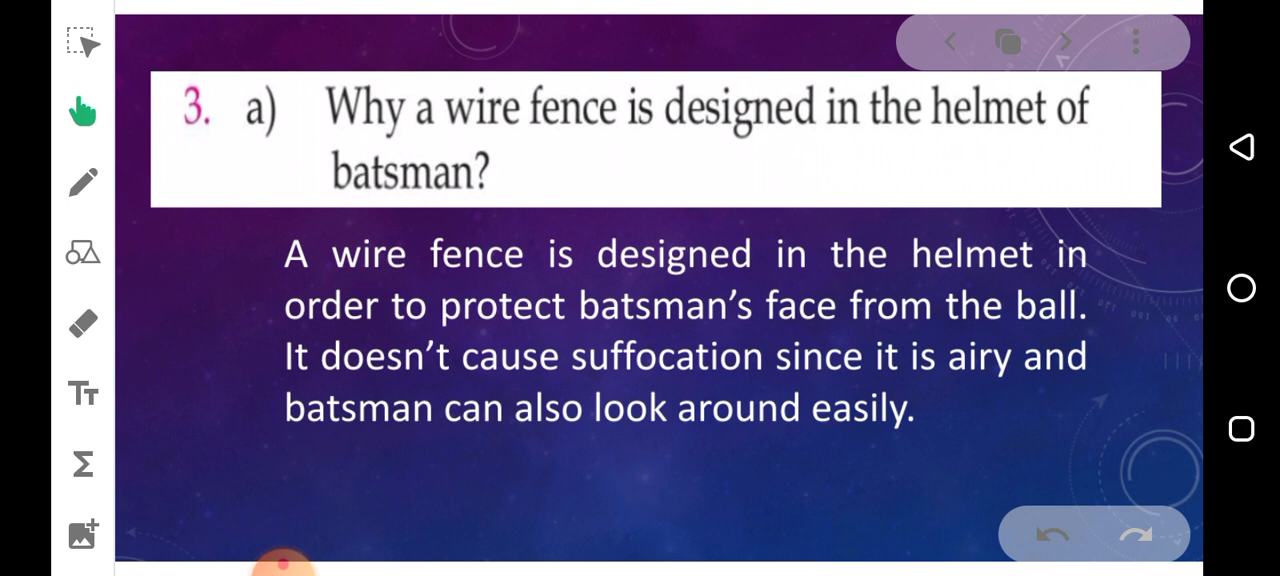 3. a) Why a wire fence is designed in the helmet of
batsman?
A wire fence is designed in the helmet in
order to protect batsman's face from the ball.
It doesn't cause suffocation since it is airy and
batsman can also look around easily.
TT
Σ